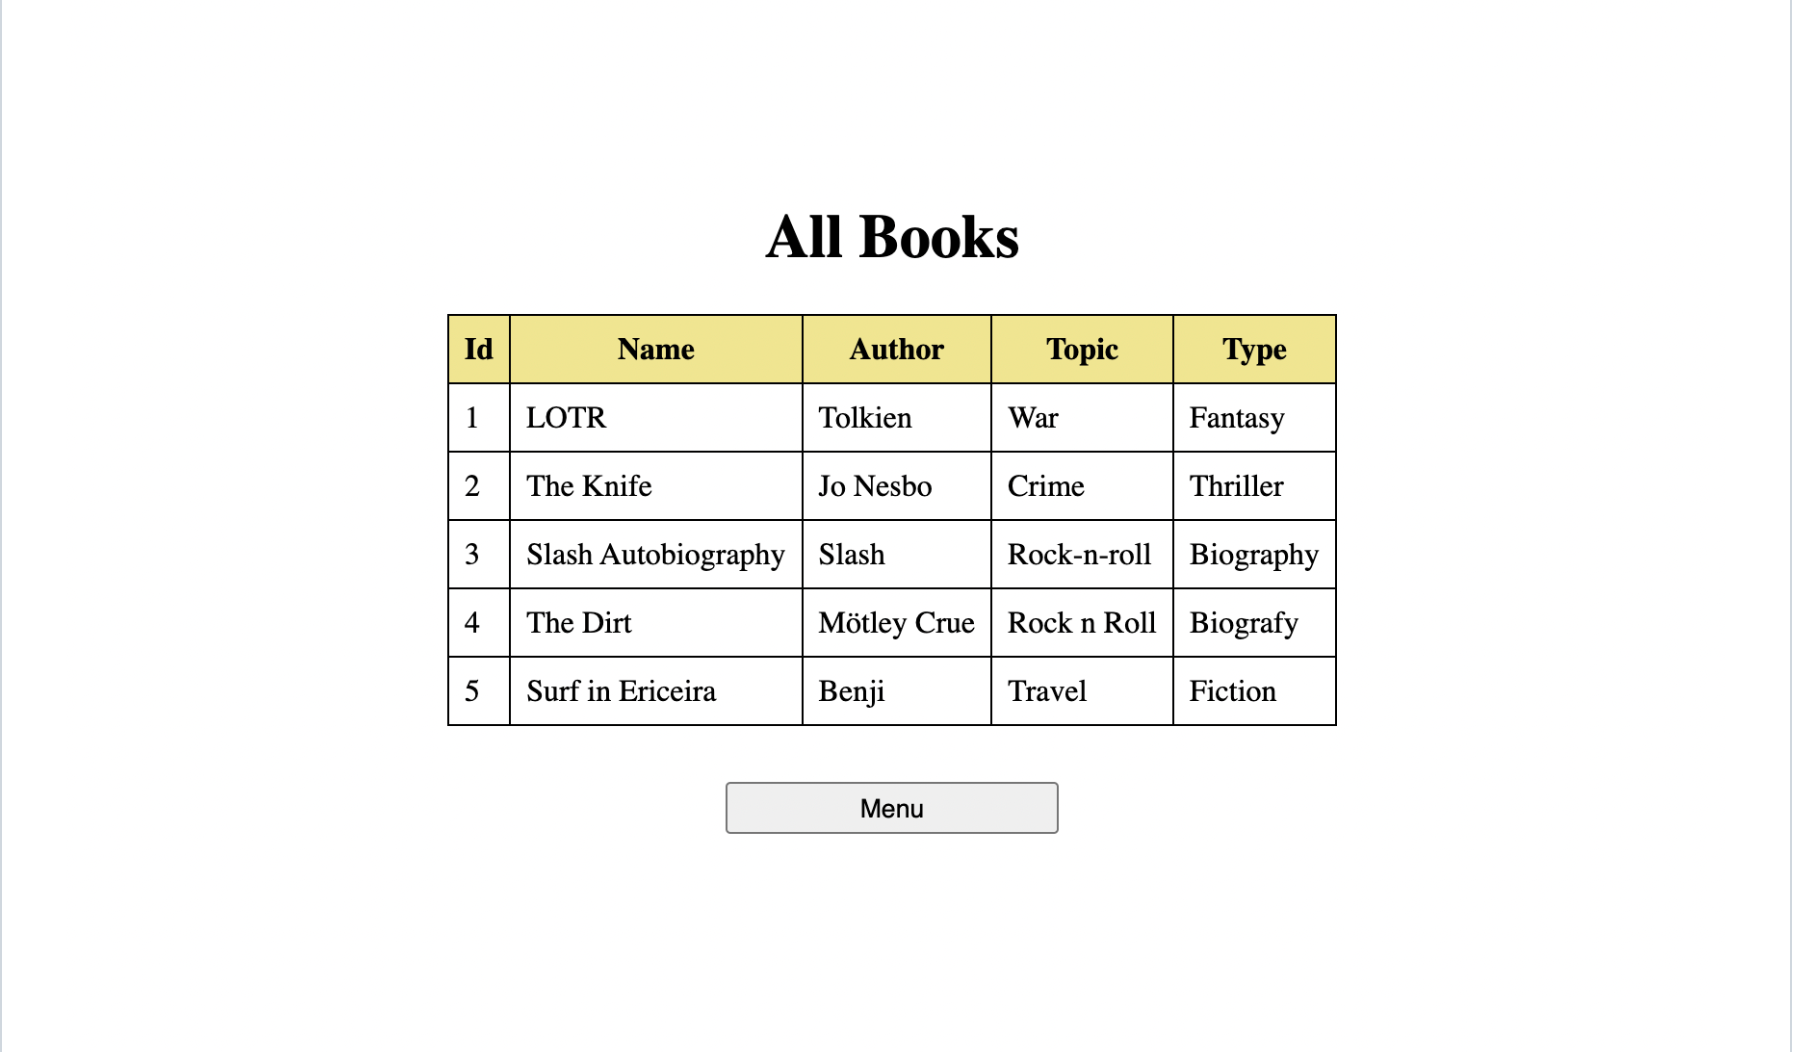 All Books
Id Name Author Topic Type
1 LOTR Tolkien War Fantasy
2 The Knife Jo Nesbo Crime Thriller
3 Slash Autobiography Slash Rock-n-roll Biography
4 The Dirt Mötley Crue Rock n Roll Biografy
5 Surf in Ericeira Benji Travel Fiction
Menu